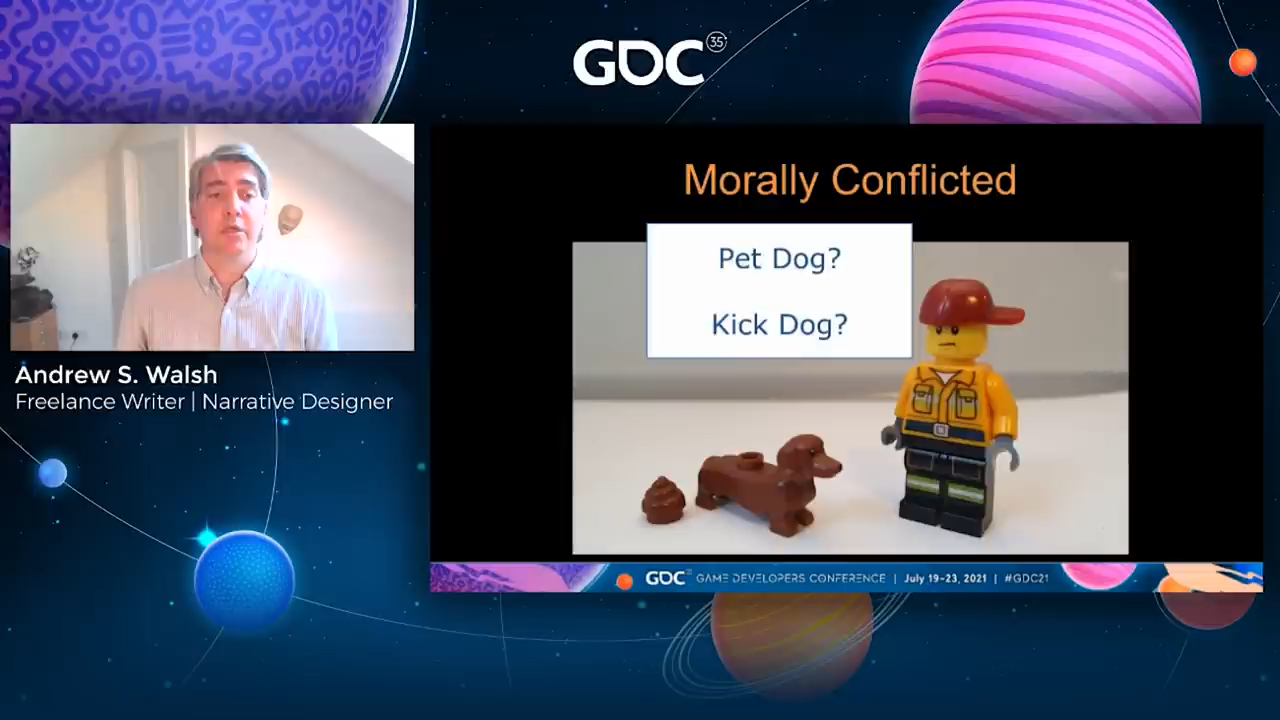 GDC 35
Andrew S. Walsh
Freelance Writer | Narrative Designer
Morally Conflicted
Pet Dog?
Kick Dog?
GDC 35 GAME DEVELOPERS CONFERENCE | July 19-23, 2021 | #GDC21